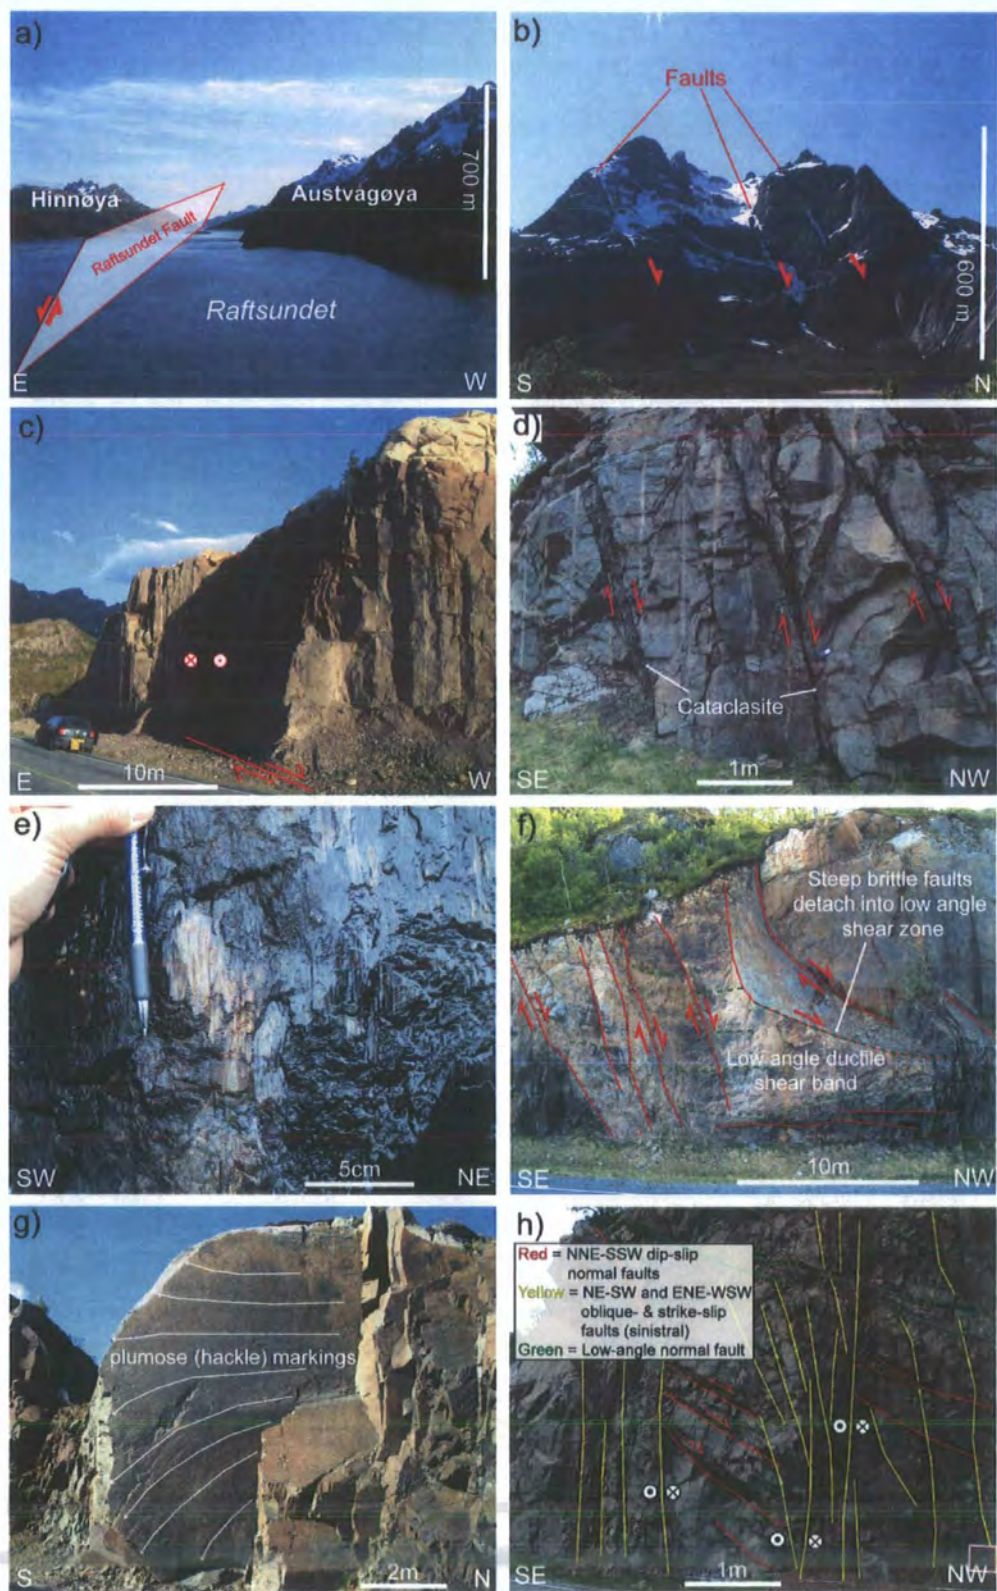 a)
Hinnøya
Austvågøya
700 m
Raftsundet Fault
Raftsundet
E
W
b)
Faults
600 m
S
N
c)
E
10m
W
d)
Cataclasite
SE
1m
NW
e)
SW
5cm
NE
f)
Steep brittle faults
detach into low angle
shear zone
Low angle ductile
shear band
SE
10m
NW
g)
plumose (hackle) markings
S
2m
N
h)
Red = NNE-SSW dip-slip
normal faults
Yellow = NE-SW and ENE-WSW
oblique- & strike-slip
faults (sinistral)
Green = Low-angle normal fault
SE
1m
NW